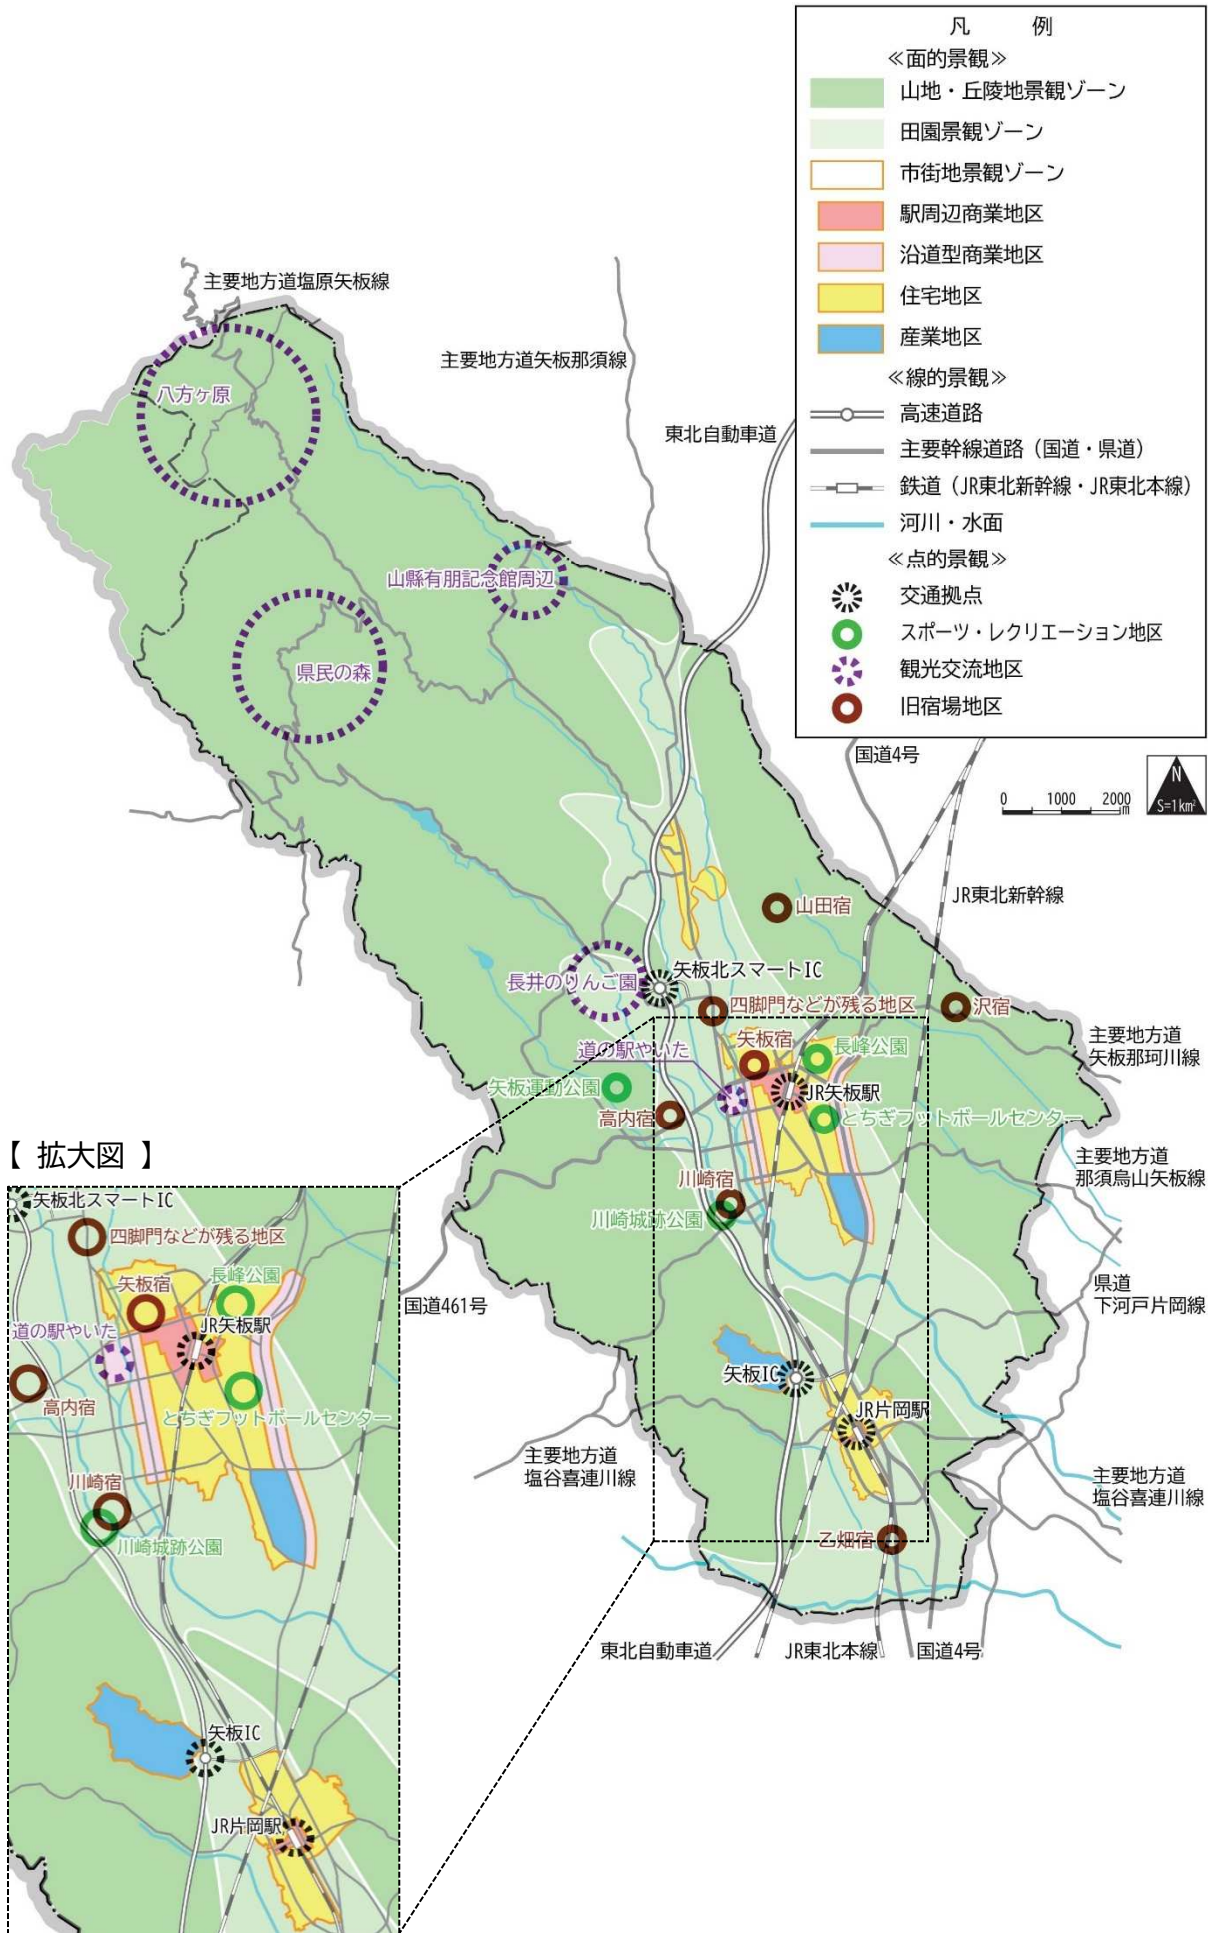 凡 例
≪面的景観≫
山地・丘陵地景観ゾーン
田園景観ゾーン
市街地景観ゾーン
駅周辺商業地区
沿道型商業地区
住宅地区
産業地区
≪線的景観≫
高速道路
主要幹線道路（国道・県道）
鉄道（JR東北新幹線・JR東北本線）
河川・水面
≪点的景観≫
交通拠点
スポーツ・レクリエーション地区
観光交流地区
旧宿場地区
N
S=1k㎡
0 1000 2000
m
主要地方道塩原矢板線
主要地方道矢板那須線
東北自動車道
八方ヶ原
山縣有朋記念館周辺
県民の森
国道4号
JR東北新幹線
山田宿
長井のりんご園
矢板北スマートIC
四脚門などが残る地区
沢宿
主要地方道
矢板那珂川線
矢板宿
長峰公園
道の駅やいた
矢板運動公園
JR矢板駅
高内宿
とちぎフットボールセンター
主要地方道
那須烏山矢板線
川崎宿
川崎城跡公園
県道
下河戸片岡線
国道461号
矢板IC
JR片岡駅
主要地方道
塩谷喜連川線
主要地方道
塩谷喜連川線
乙畑宿
東北自動車道
JR東北本線
国道4号
【 拡大図 】
矢板北スマートIC
四脚門などが残る地区
矢板宿
長峰公園
道の駅やいた
JR矢板駅
高内宿
とちぎフットボールセンター
川崎宿
川崎城跡公園
矢板IC
JR片岡駅